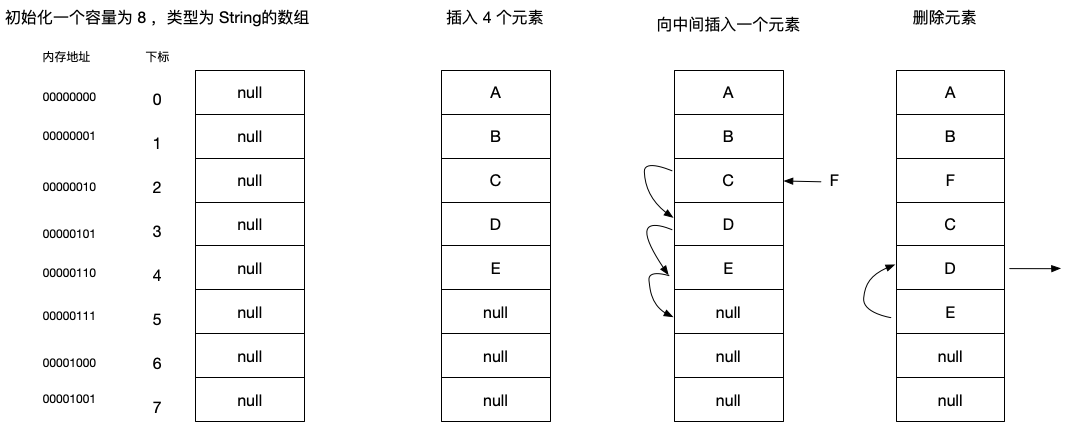 初始化一个容量为 8 ，类型为 String的数组
插入 4 个元素
向中间插入一个元素
删除元素
内存地址 下标
00000000 0 null A A A
00000001 1 null B B B
00000010 2 null C C F F
00000101 3 null D D C
00000110 4 null E E D
00000111 5 null null null E
00001000 6 null null null null
00001001 7 null null null null